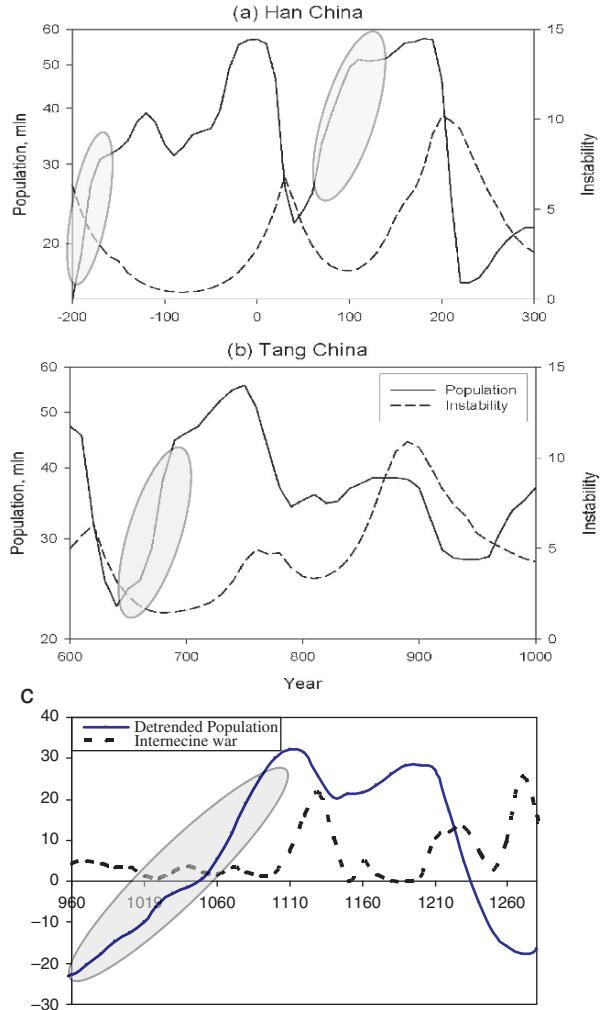 (a) Han China
60
50
40
30
20
Population, mln
15
10
5
0
Instability
-200 -100 0 100 200 300
(b) Tang China
60
50
40
30
20
Population, mln
Population
Instability
15
10
5
0
Instability
600 700 800 900 1000
Year
C
40
30
20
10
0
−10
−20
−30
Detrended Population
Internecine war
960 1010 1060 1110 1160 1210 1260